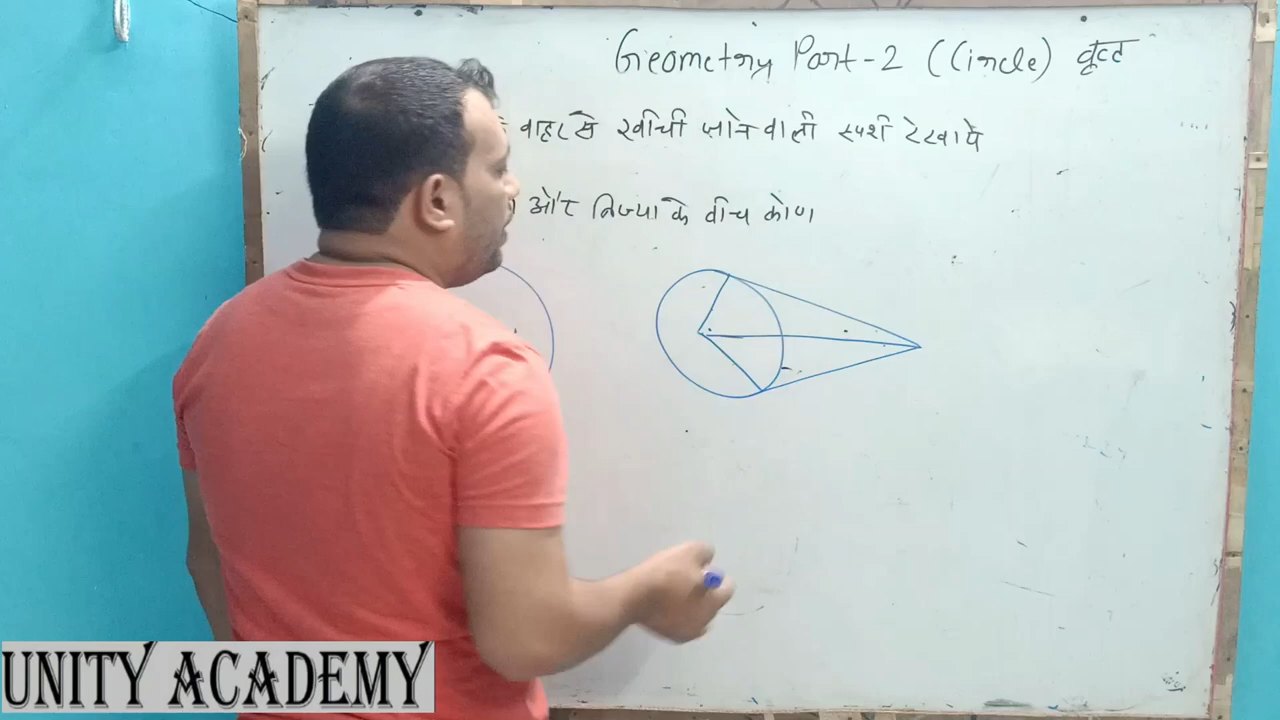 Geometry Part-2 (Circle) वृत्त
वाहर से खींची जाने वाली स्पर्श रेखाये
और त्रिज्या के वीच कोण
UNITY ACADEMY